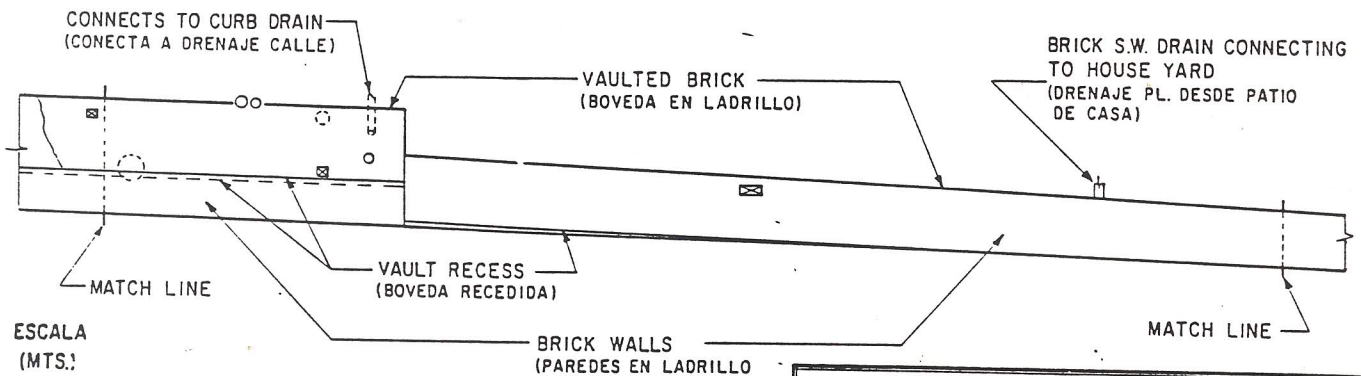 CONNECTS TO CURB DRAIN
(CONECTA A DRENAJE CALLE)
VAULTED BRICK
(BOVEDA EN LADRILLO)
BRICK S.W. DRAIN CONNECTING
TO HOUSE YARD
(DRENAJE PL. DESDE PATIO
DE CASA)
MATCH LINE
VAULT RECESS
(BOVEDA RECEDIDA)
MATCH LINE
ESCALA
(MTS.)
BRICK WALLS
(PAREDES EN LADRILLO